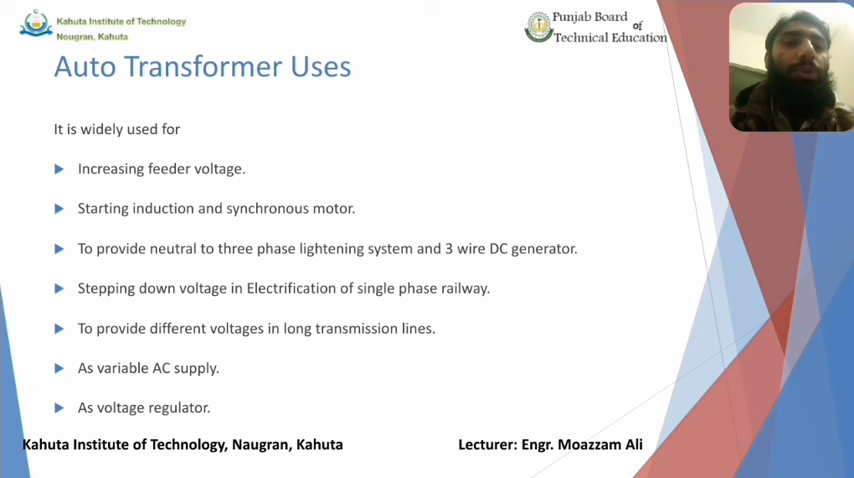 Kahuta Institute of Technology
Nougran, Kahuta
Punjab Board of
Technical Education
Auto Transformer Uses
It is widely used for
Increasing feeder voltage.
Starting induction and synchronous motor.
To provide neutral to three phase lightening system and 3 wire DC generator.
Stepping down voltage in Electrification of single phase railway.
To provide different voltages in long transmission lines.
As variable AC supply.
As voltage regulator.
Kahuta Institute of Technology, Naugran, Kahuta
Lecturer: Engr. Moazzam Ali